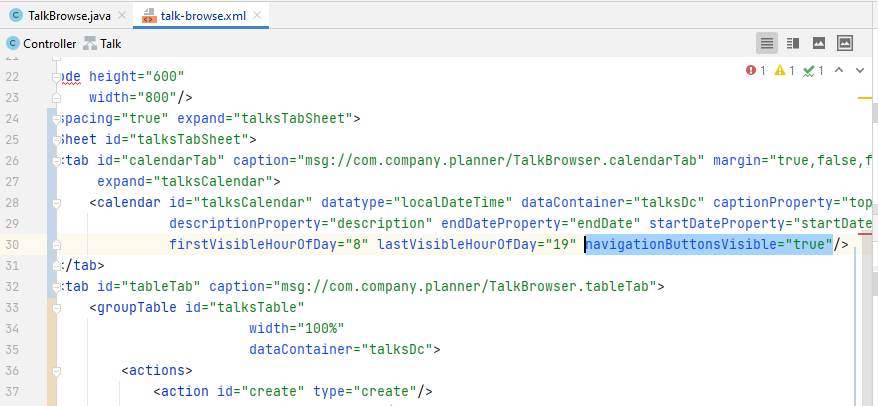 TalkBrowse.java talk-browse.xml
Controller Talk
1 1 1
21
22 ode height="600"
23 width="800"/>
24 spacing="true" expand="talksTabSheet">
25 Sheet id="talksTabSheet">
26 <tab id="calendarTab" caption="msg://com.company.planner/TalkBrowser.calendarTab" margin="true,false,f
27 expand="talksCalendar">
28 <calendar id="talksCalendar" datatype="localDateTime" dataContainer="talksDc" captionProperty="top
29 descriptionProperty="description" endDateProperty="endDate" startDateProperty="startDate
30 firstVisibleHourOfDay="8" lastVisibleHourOfDay="19" navigationButtonsVisible="true"/>
31 </tab>
32 <tab id="tableTab" caption="msg://com.company.planner/TalkBrowser.tableTab">
33 <groupTable id="talksTable"
34 width="100%"
35 dataContainer="talksDc">
36 <actions>
37 <action id="create" type="create"/>